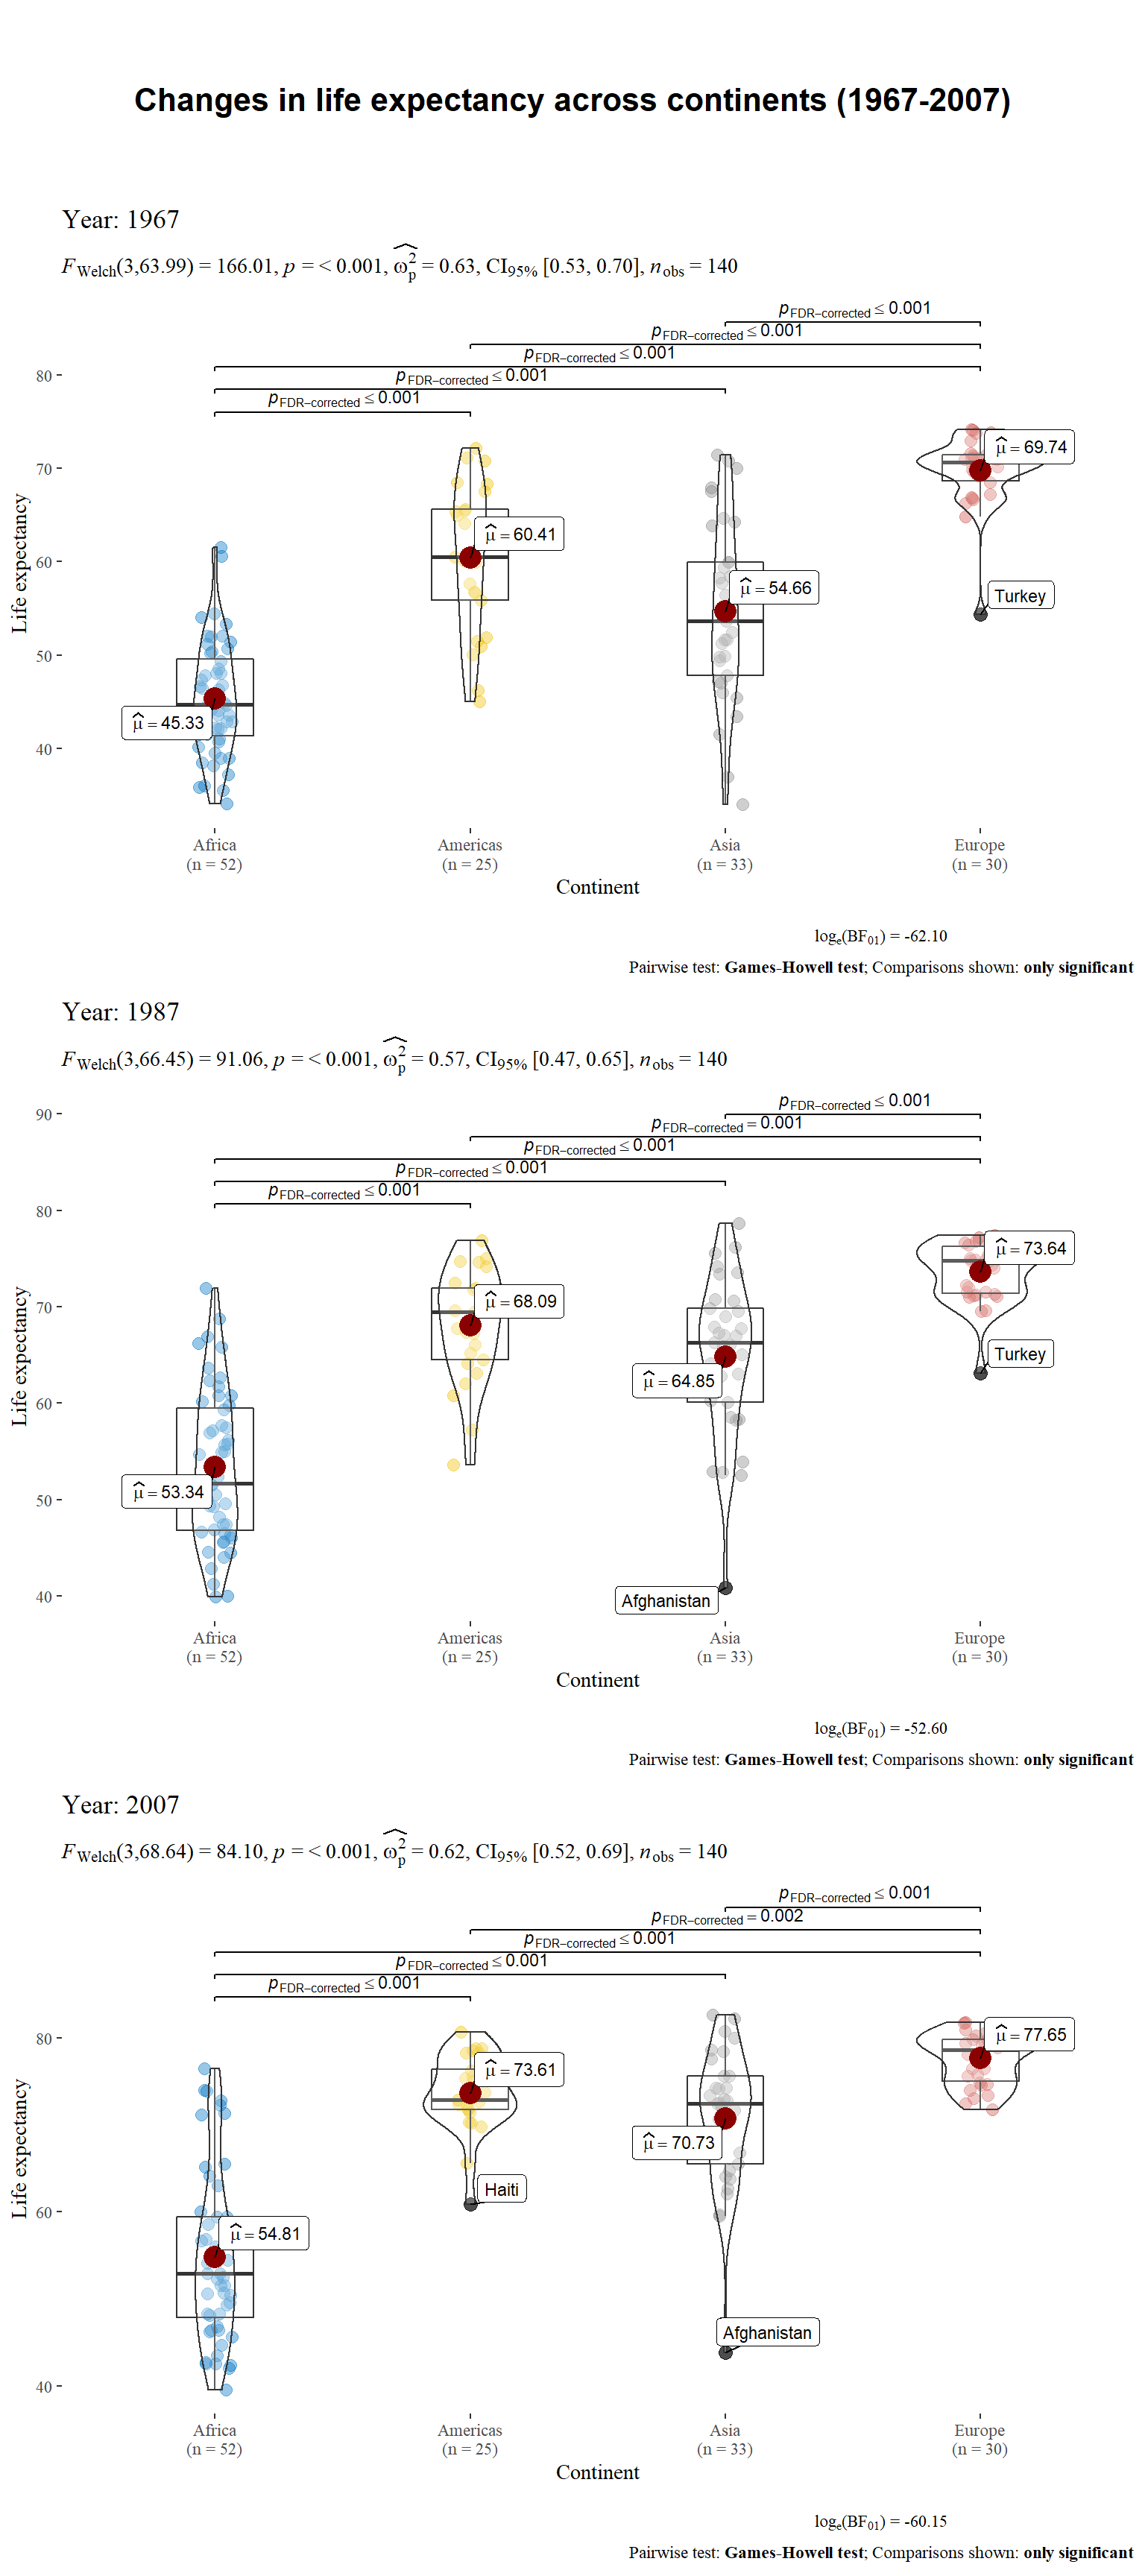 Changes in life expectancy across continents (1967-2007)
Year: 1967
F Welch(3,63.99) = 166.01, p = < 0.001, ω̂²p = 0.63, CI95% [0.53, 0.70], nobs = 140
pFDR−corrected ≤ 0.001
pFDR−corrected ≤ 0.001
pFDR−corrected ≤ 0.001
80
pFDR−corrected ≤ 0.001
pFDR−corrected ≤ 0.001
μ̂ = 69.74
70
μ̂ = 60.41
60
μ̂ = 54.66
Turkey
Life expectancy
50
μ̂ = 45.33
40
Africa
(n = 52)
Americas
(n = 25)
Asia
(n = 33)
Europe
(n = 30)
Continent
loge(BF01) = -62.10
Pairwise test: Games-Howell test; Comparisons shown: only significant
Year: 1987
F Welch(3,66.45) = 91.06, p = < 0.001, ω̂²p = 0.57, CI95% [0.47, 0.65], nobs = 140
90
pFDR−corrected ≤ 0.001
pFDR−corrected = 0.001
pFDR−corrected ≤ 0.001
pFDR−corrected ≤ 0.001
pFDR−corrected ≤ 0.001
80
μ̂ = 73.64
70
μ̂ = 68.09
Turkey
μ̂ = 64.85
Life expectancy
60
μ̂ = 53.34
50
40
Afghanistan
Africa
(n = 52)
Americas
(n = 25)
Asia
(n = 33)
Europe
(n = 30)
Continent
loge(BF01) = -52.60
Pairwise test: Games-Howell test; Comparisons shown: only significant
Year: 2007
F Welch(3,68.64) = 84.10, p = < 0.001, ω̂²p = 0.62, CI95% [0.52, 0.69], nobs = 140
pFDR−corrected ≤ 0.001
pFDR−corrected = 0.002
pFDR−corrected ≤ 0.001
pFDR−corrected ≤ 0.001
pFDR−corrected ≤ 0.001
80
μ̂ = 77.65
μ̂ = 73.61
μ̂ = 70.73
Life expectancy
Haiti
60
μ̂ = 54.81
Afghanistan
40
Africa
(n = 52)
Americas
(n = 25)
Asia
(n = 33)
Europe
(n = 30)
Continent
loge(BF01) = -60.15
Pairwise test: Games-Howell test; Comparisons shown: only significant